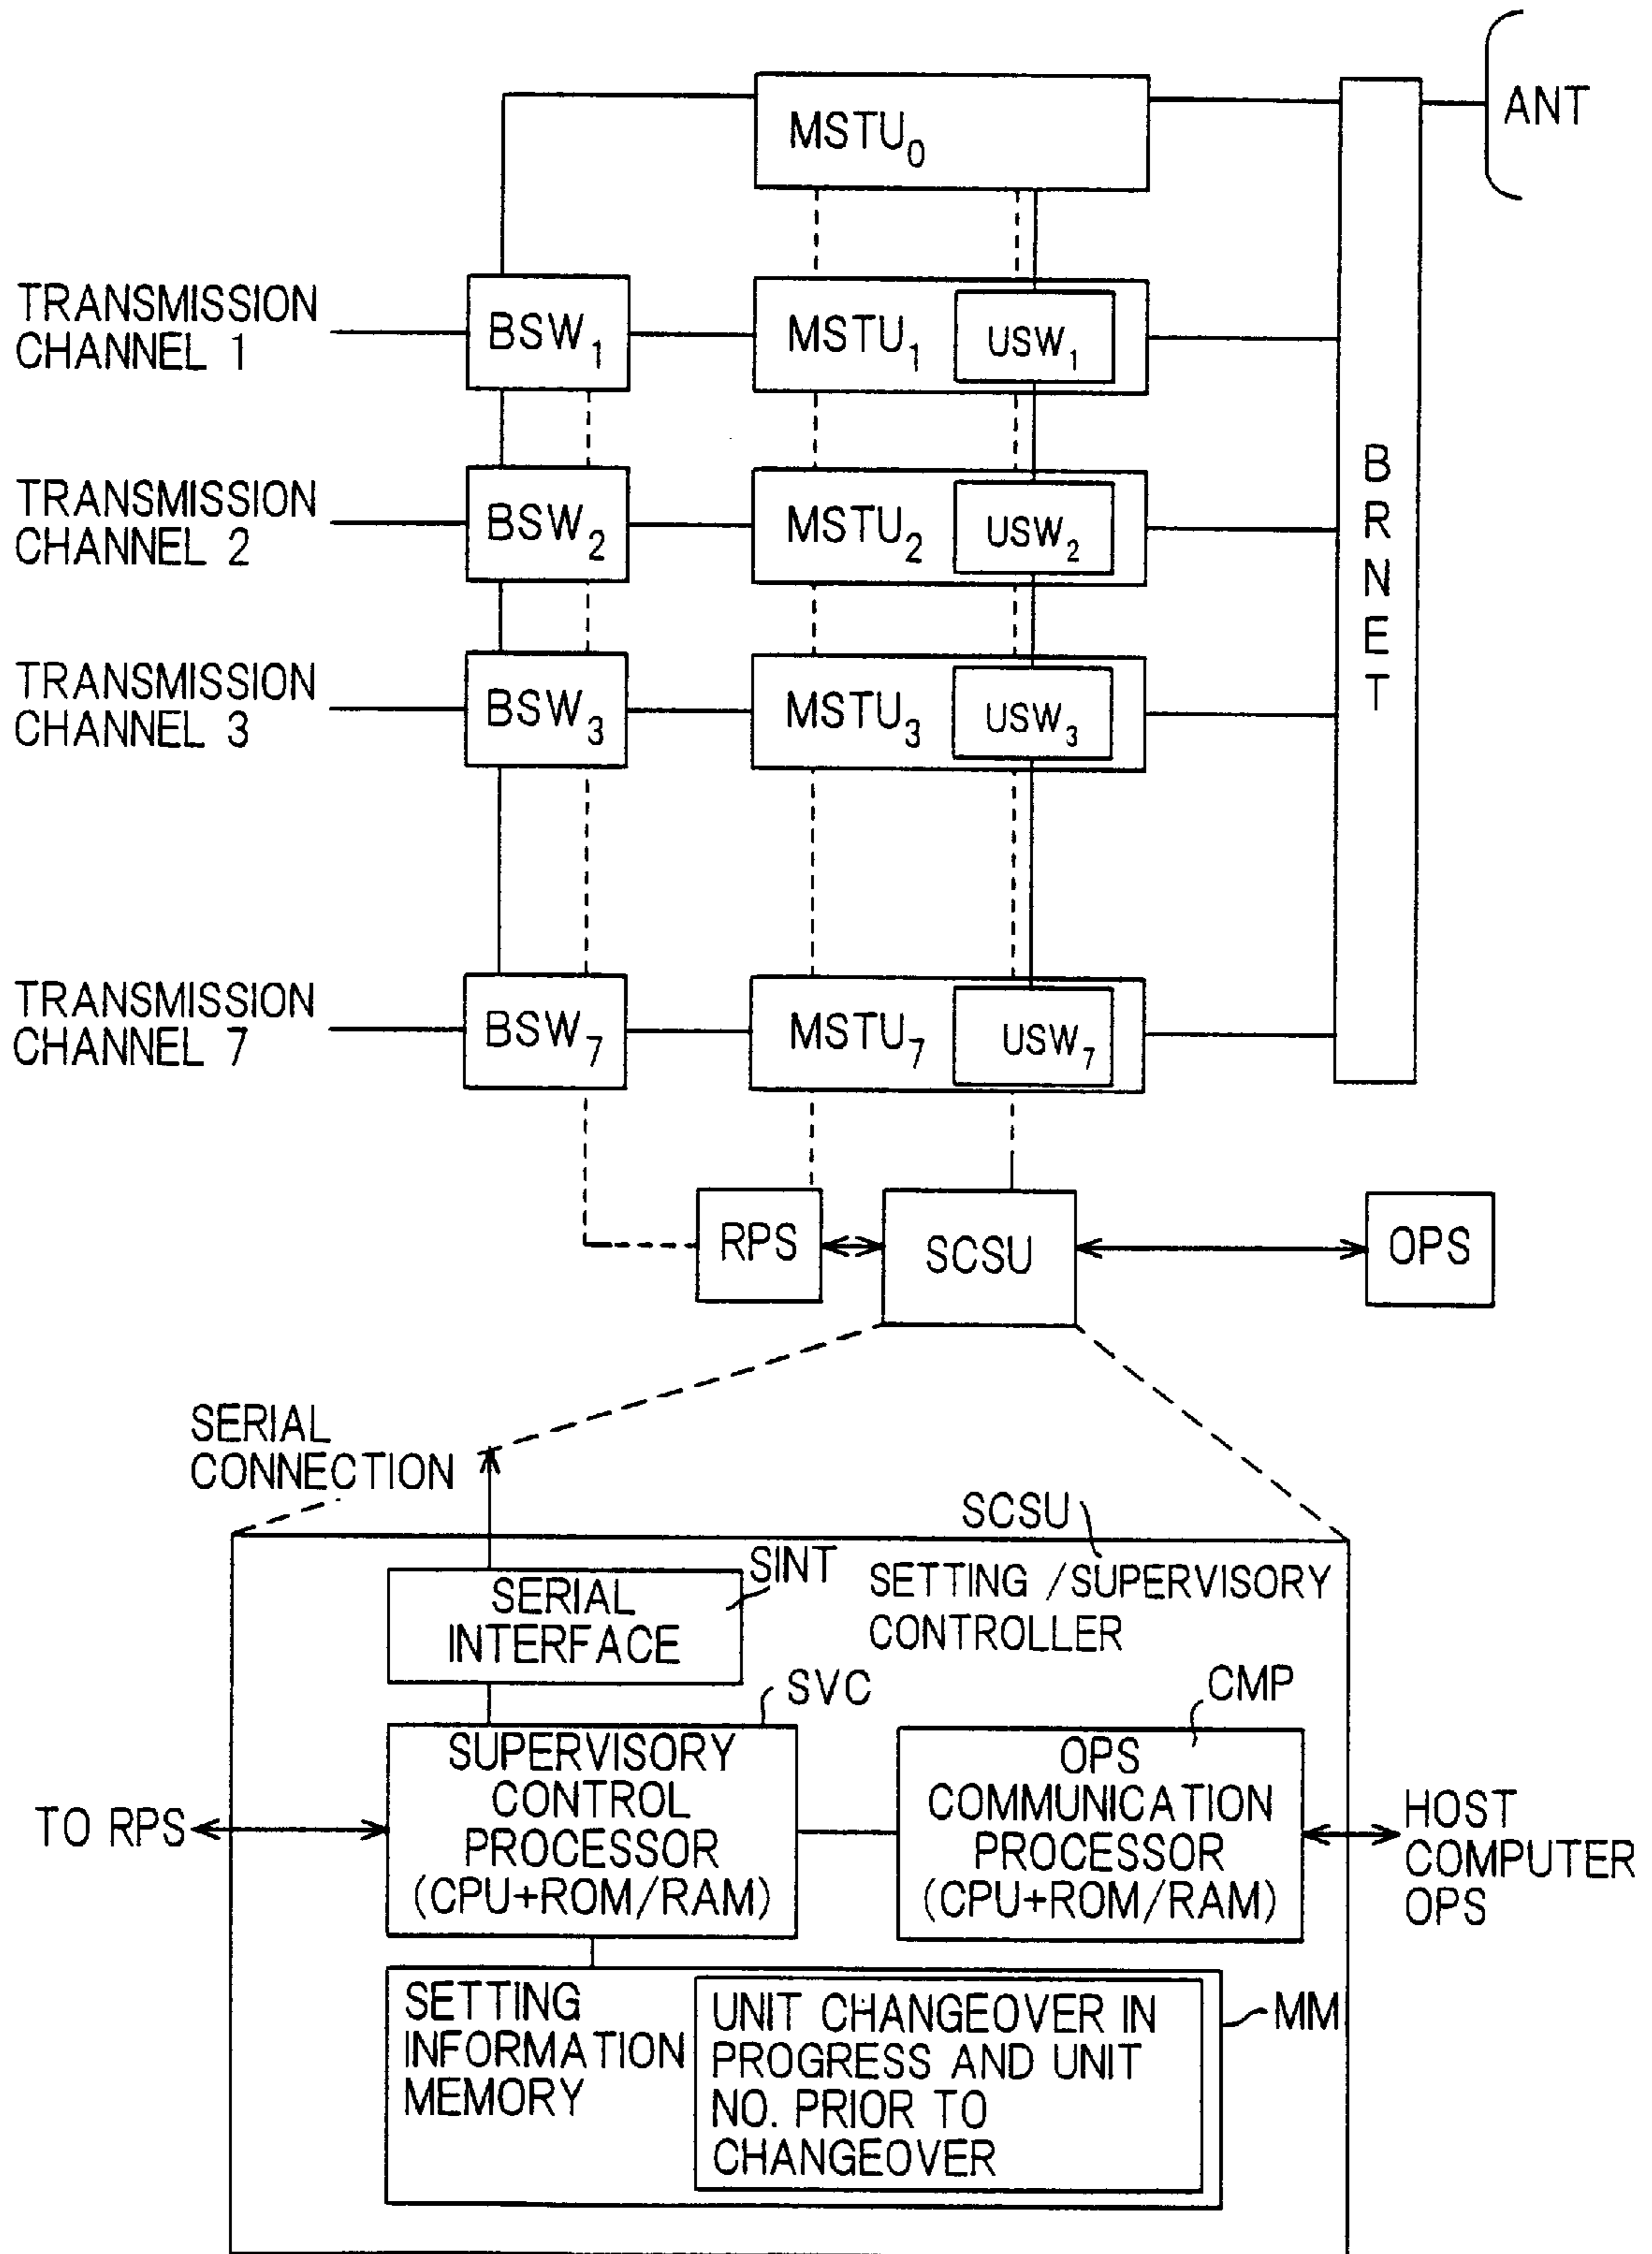 ANT
MSTU0
TRANSMISSION
CHANNEL 1
BSW1
MSTU1
USW1
TRANSMISSION
CHANNEL 2
BSW2
MSTU2
USW2
BRNET
TRANSMISSION
CHANNEL 3
BSW3
MSTU3
USW3
TRANSMISSION
CHANNEL 7
BSW7
MSTU7
USW7
RPS
SCSU
OPS
SERIAL
CONNECTION
SCSU
SETTING /SUPERVISORY
CONTROLLER
SINT
SERIAL
INTERFACE
SVC
SUPERVISORY
CONTROL
PROCESSOR
(CPU+ROM/RAM)
CMP
OPS
COMMUNICATION
PROCESSOR
(CPU+ROM/RAM)
TO RPS
HOST
COMPUTER
OPS
SETTING
INFORMATION
MEMORY
UNIT CHANGEOVER IN
PROGRESS AND UNIT
NO. PRIOR TO
CHANGEOVER
MM